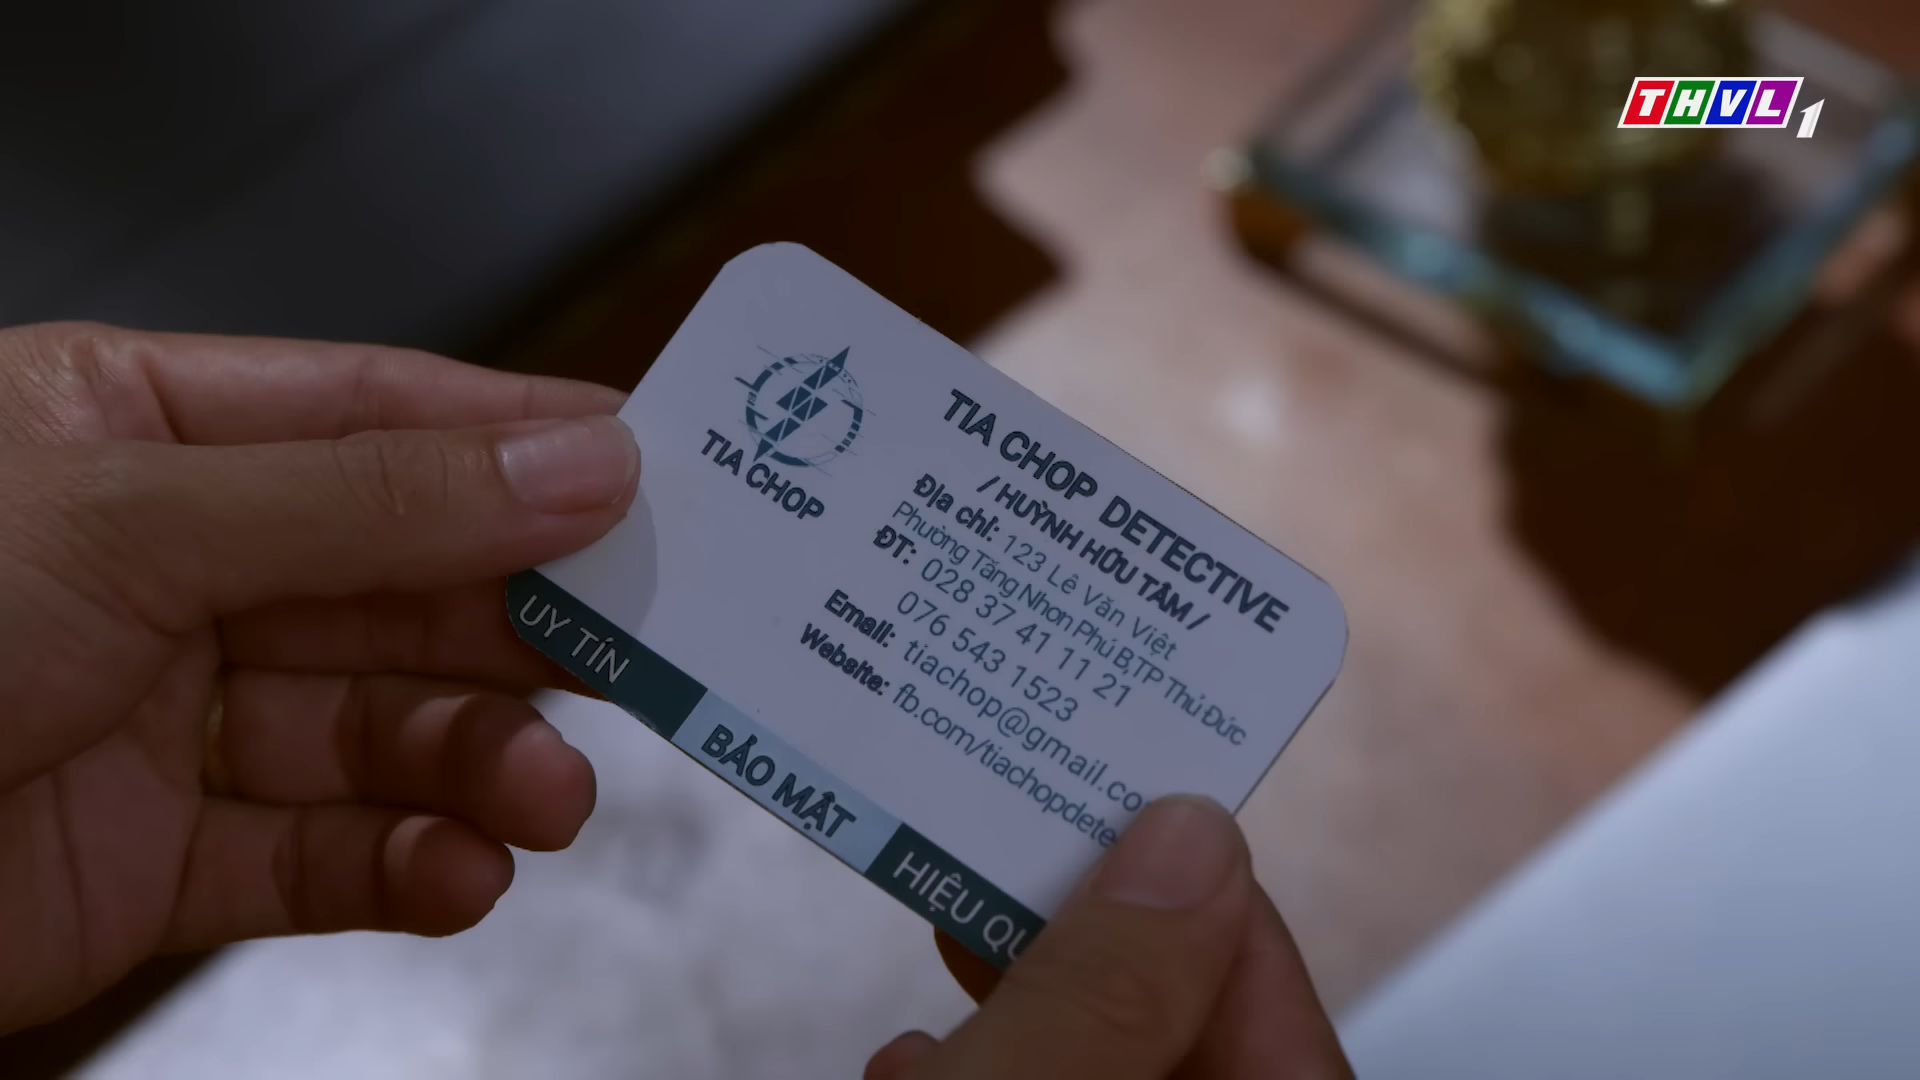 THVL1
TIA CHOP
TIA CHOP DETECTIVE
/ HUỲNH HỮU TÂM /
Địa chỉ: 123 Lê Văn Việt
Phường Tăng Nhơn Phú B,TP Thủ Đức
ĐT: 028 37 41 11 21
076 543 1523
Email: tiachop@gmail.co
Website: fb.com/tiachopdete
UY TÍN
BẢO MẬT
HIỆU QU